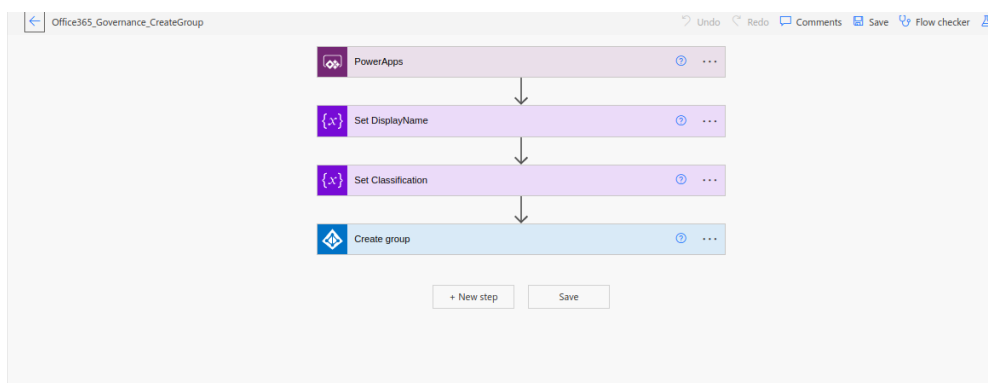 Office365_Governance_CreateGroup Undo Redo Comments Save Flow checker
PowerApps
{x} Set DisplayName
{x} Set Classification
Create group
+ New step Save